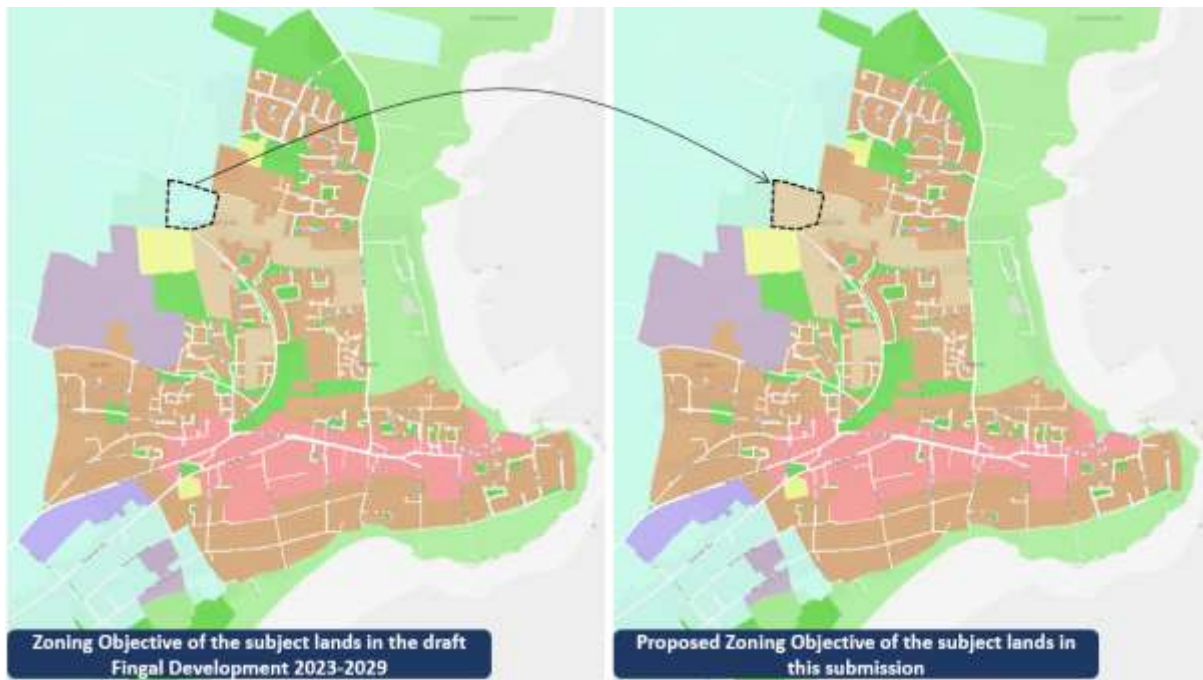 Zoning Objective of the subject lands in the draft
Fingal Development 2023-2029
Proposed Zoning Objective of the subject lands in
this submission